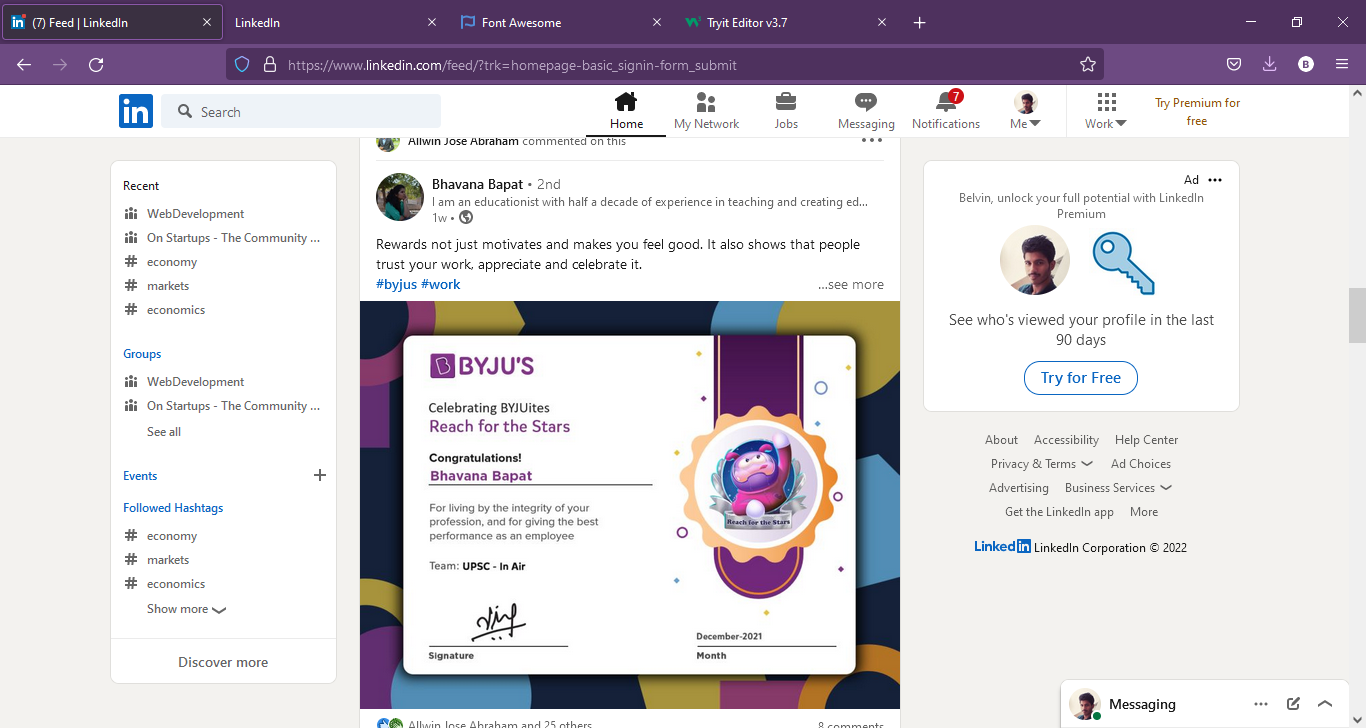 (7) Feed | LinkedIn
LinkedIn
Font Awesome
Tryit Editor v3.7
https://www.linkedin.com/feed/?trk=homepage-basic_signin-form_submit
B
in
Search
Home
My Network
Jobs
Messaging
7
Notifications
Me
Work
Try Premium for
free
Recent
WebDevelopment
On Startups - The Community ...
# economy
# markets
# economics
Groups
WebDevelopment
On Startups - The Community ...
See all
Events
Followed Hashtags
# economy
# markets
# economics
Show more
Discover more
Allwin Jose Abraham commented on this
Bhavana Bapat • 2nd
I am an educationist with half a decade of experience in teaching and creating ed...
1w •
Rewards not just motivates and makes you feel good. It also shows that people
trust your work, appreciate and celebrate it.
#byjus #work
...see more
BYJU'S
Celebrating BYJUites
Reach for the Stars
Congratulations!
Bhavana Bapat
For living by the integrity of your
profession, and for giving the best
performance as an employee
Team: UPSC - In Air
Signature
Reach for the Stars
December-2021
Month
Allwin Jose Abraham and 25 others
8 comments
Ad
Belvin, unlock your full potential with LinkedIn
Premium
See who's viewed your profile in the last
90 days
Try for Free
About Accessibility Help Center
Privacy & Terms Ad Choices
Advertising Business Services
Get the LinkedIn app More
LinkedIn LinkedIn Corporation © 2022
Messaging